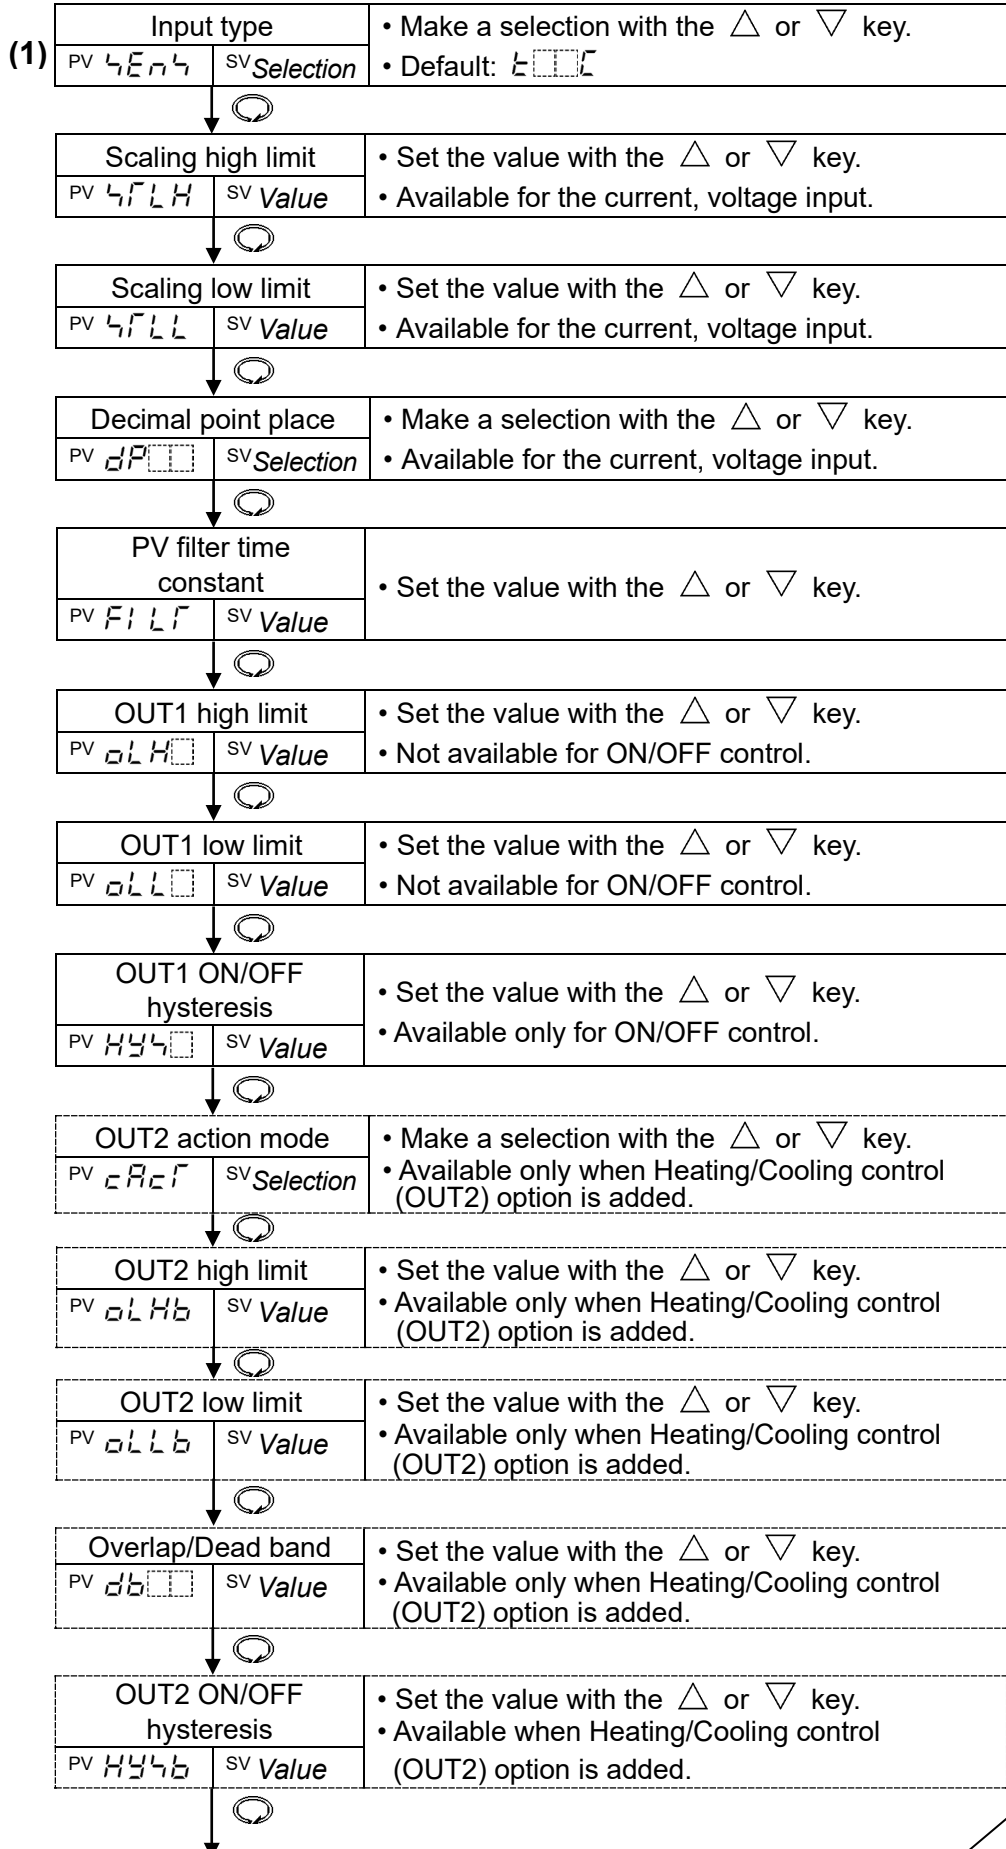 Input type
• Make a selection with the △ or ▽ key.
(1)
PV SEnS SV Selection
• Default: E□□C
Scaling high limit
• Set the value with the △ or ▽ key.
PV SFLH SV Value
• Available for the current, voltage input.
Scaling low limit
• Set the value with the △ or ▽ key.
PV SFLL SV Value
• Available for the current, voltage input.
Decimal point place
• Make a selection with the △ or ▽ key.
PV dP□□ SV Selection
• Available for the current, voltage input.
PV filter time
constant
• Set the value with the △ or ▽ key.
PV FILT SV Value
OUT1 high limit
• Set the value with the △ or ▽ key.
PV oLH□ SV Value
• Not available for ON/OFF control.
OUT1 low limit
• Set the value with the △ or ▽ key.
PV oLL□ SV Value
• Not available for ON/OFF control.
OUT1 ON/OFF
hysteresis
• Set the value with the △ or ▽ key.
• Available only for ON/OFF control.
PV HYS□ SV Value
OUT2 action mode
• Make a selection with the △ or ▽ key.
PV cAcT SV Selection
• Available only when Heating/Cooling control
(OUT2) option is added.
OUT2 high limit
• Set the value with the △ or ▽ key.
PV oLHb SV Value
• Available only when Heating/Cooling control
(OUT2) option is added.
OUT2 low limit
• Set the value with the △ or ▽ key.
PV oLLb SV Value
• Available only when Heating/Cooling control
(OUT2) option is added.
Overlap/Dead band
• Set the value with the △ or ▽ key.
PV db□□ SV Value
• Available only when Heating/Cooling control
(OUT2) option is added.
OUT2 ON/OFF
hysteresis
• Set the value with the △ or ▽ key.
• Available when Heating/Cooling control
PV HYSb SV Value
(OUT2) option is added.